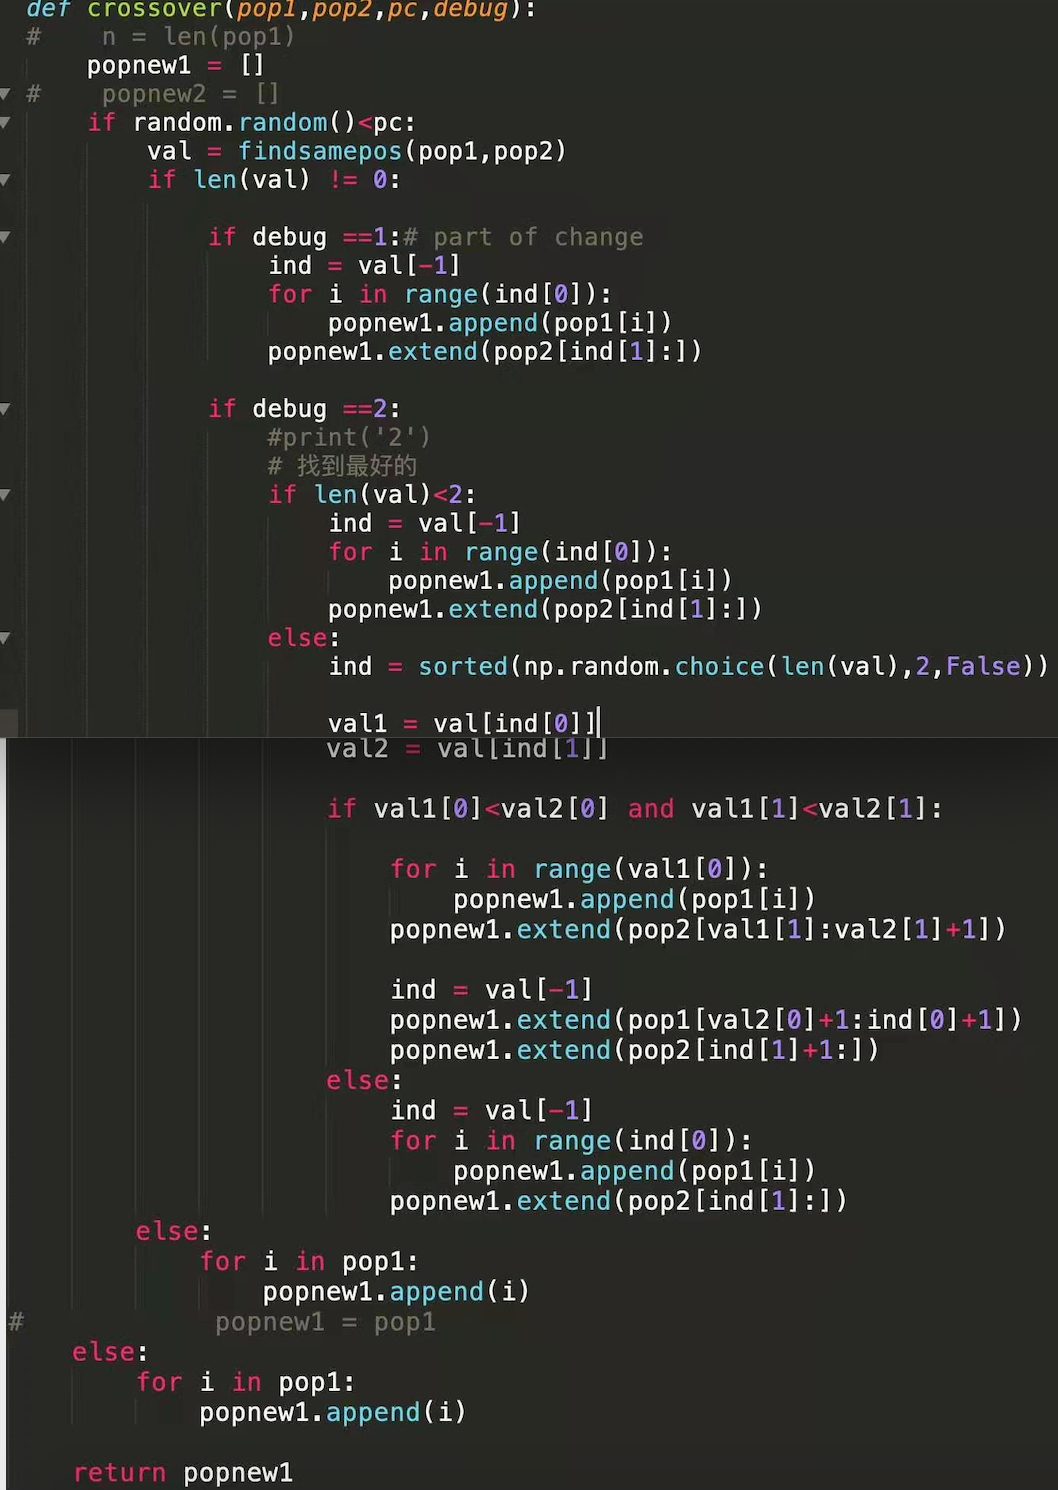 def crossover(pop1,pop2,pc,debug):
#    n = len(pop1)
    popnew1 = []
#    popnew2 = []
    if random.random()<pc:
        val = findsamepos(pop1,pop2)
        if len(val) != 0:

            if debug ==1:# part of change
                ind = val[-1]
                for i in range(ind[0]):
                    popnew1.append(pop1[i])
                popnew1.extend(pop2[ind[1]:])

            if debug ==2:
                #print('2')
                # 找到最好的
                if len(val)<2:
                    ind = val[-1]
                    for i in range(ind[0]):
                        popnew1.append(pop1[i])
                    popnew1.extend(pop2[ind[1]:])
                else:
                    ind = sorted(np.random.choice(len(val),2,False))

                    val1 = val[ind[0]]
                    val2 = val[ind[1]]

                    if val1[0]<val2[0] and val1[1]<val2[1]:

                        for i in range(val1[0]):
                            popnew1.append(pop1[i])
                        popnew1.extend(pop2[val1[1]:val2[1]+1])

                        ind = val[-1]
                        popnew1.extend(pop1[val2[0]+1:ind[0]+1])
                        popnew1.extend(pop2[ind[1]+1:])
                    else:
                        ind = val[-1]
                        for i in range(ind[0]):
                            popnew1.append(pop1[i])
                        popnew1.extend(pop2[ind[1]:])
        else:
            for i in pop1:
                popnew1.append(i)
#            popnew1 = pop1
    else:
        for i in pop1:
            popnew1.append(i)

    return popnew1